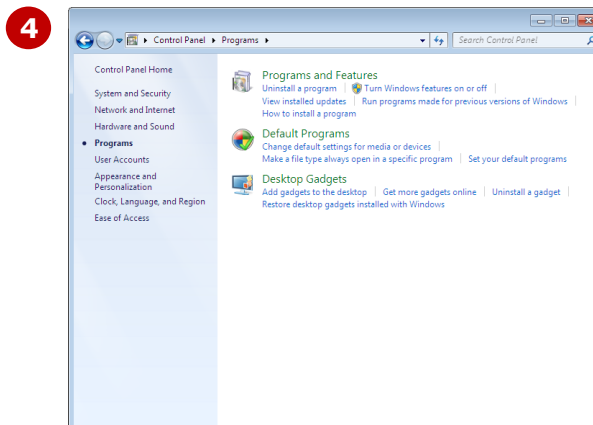 4
Control Panel Programs
Search Control Panel
Control Panel Home
System and Security
Network and Internet
Hardware and Sound
Programs
User Accounts
Appearance and
Personalization
Clock, Language, and Region
Ease of Access
Programs and Features
Uninstall a program Turn Windows features on or off
View installed updates Run programs made for previous versions of Windows
How to install a program
Default Programs
Change default settings for media or devices
Make a file type always open in a specific program Set your default programs
Desktop Gadgets
Add gadgets to the desktop Get more gadgets online Uninstall a gadget
Restore desktop gadgets installed with Windows